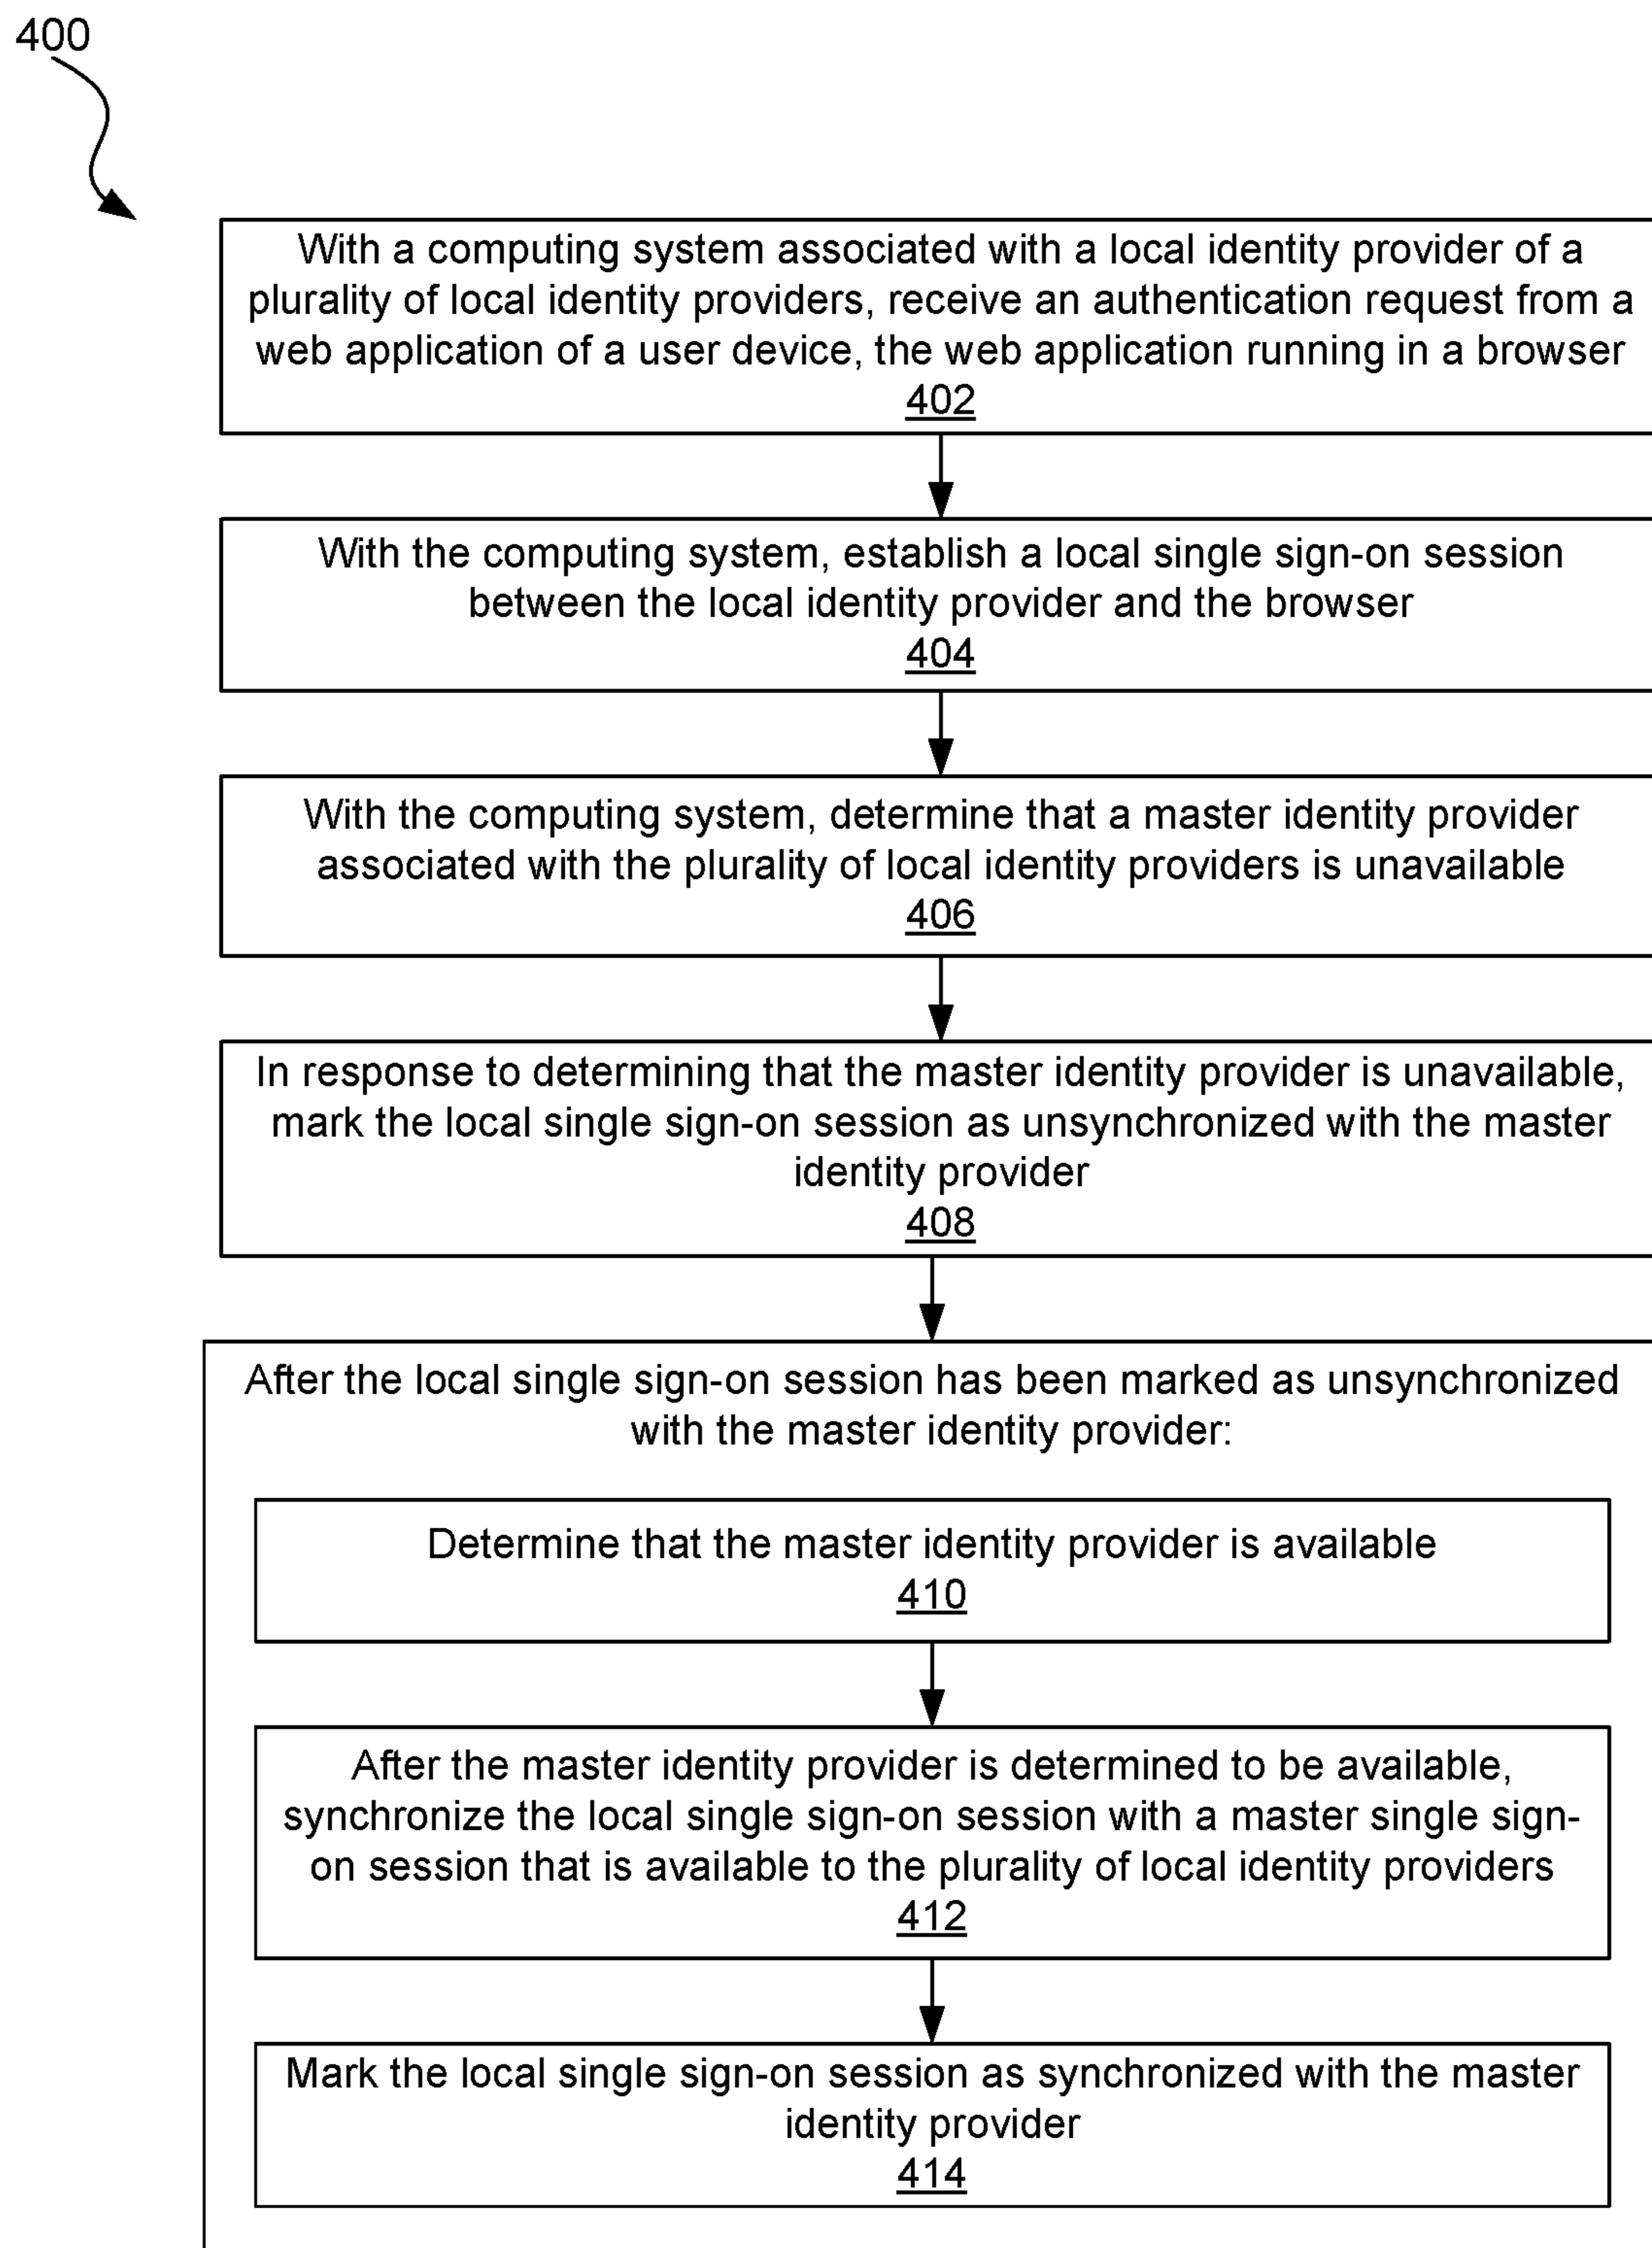 400
With a computing system associated with a local identity provider of a
plurality of local identity providers, receive an authentication request from a
web application of a user device, the web application running in a browser
402
With the computing system, establish a local single sign-on session
between the local identity provider and the browser
404
With the computing system, determine that a master identity provider
associated with the plurality of local identity providers is unavailable
406
In response to determining that the master identity provider is unavailable,
mark the local single sign-on session as unsynchronized with the master
identity provider
408
After the local single sign-on session has been marked as unsynchronized
with the master identity provider:
Determine that the master identity provider is available
410
After the master identity provider is determined to be available,
synchronize the local single sign-on session with a master single sign-
on session that is available to the plurality of local identity providers
412
Mark the local single sign-on session as synchronized with the master
identity provider
414